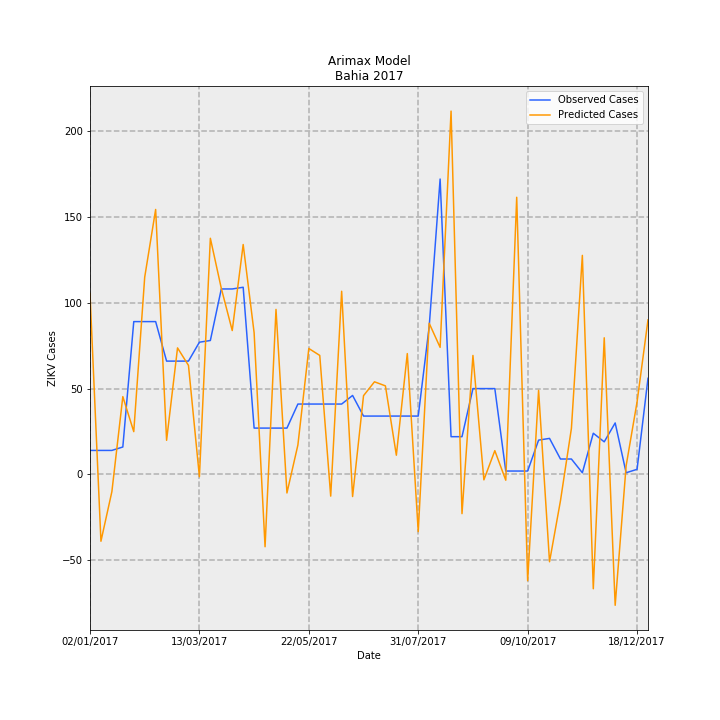 Arimax Model
Bahia 2017
Observed Cases
Predicted Cases
200
150
100
50
0
−50
ZIKV Cases
02/01/2017
13/03/2017
22/05/2017
31/07/2017
09/10/2017
18/12/2017
Date